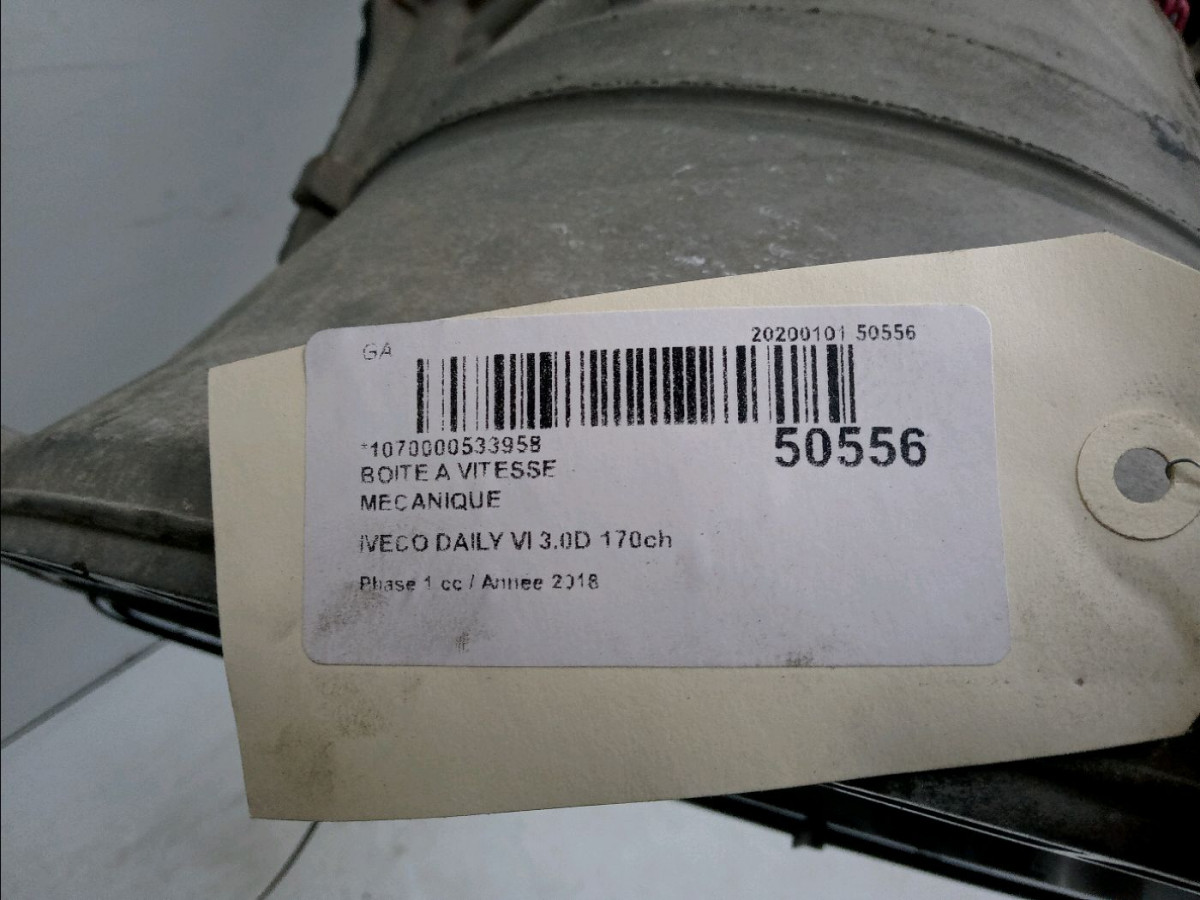 GA
20200101 50556
*1070000533958
50556
BOITE A VITESSE
MECANIQUE
IVECO DAILY VI 3.0D 170ch
Phase 1 cc / Annee 2018